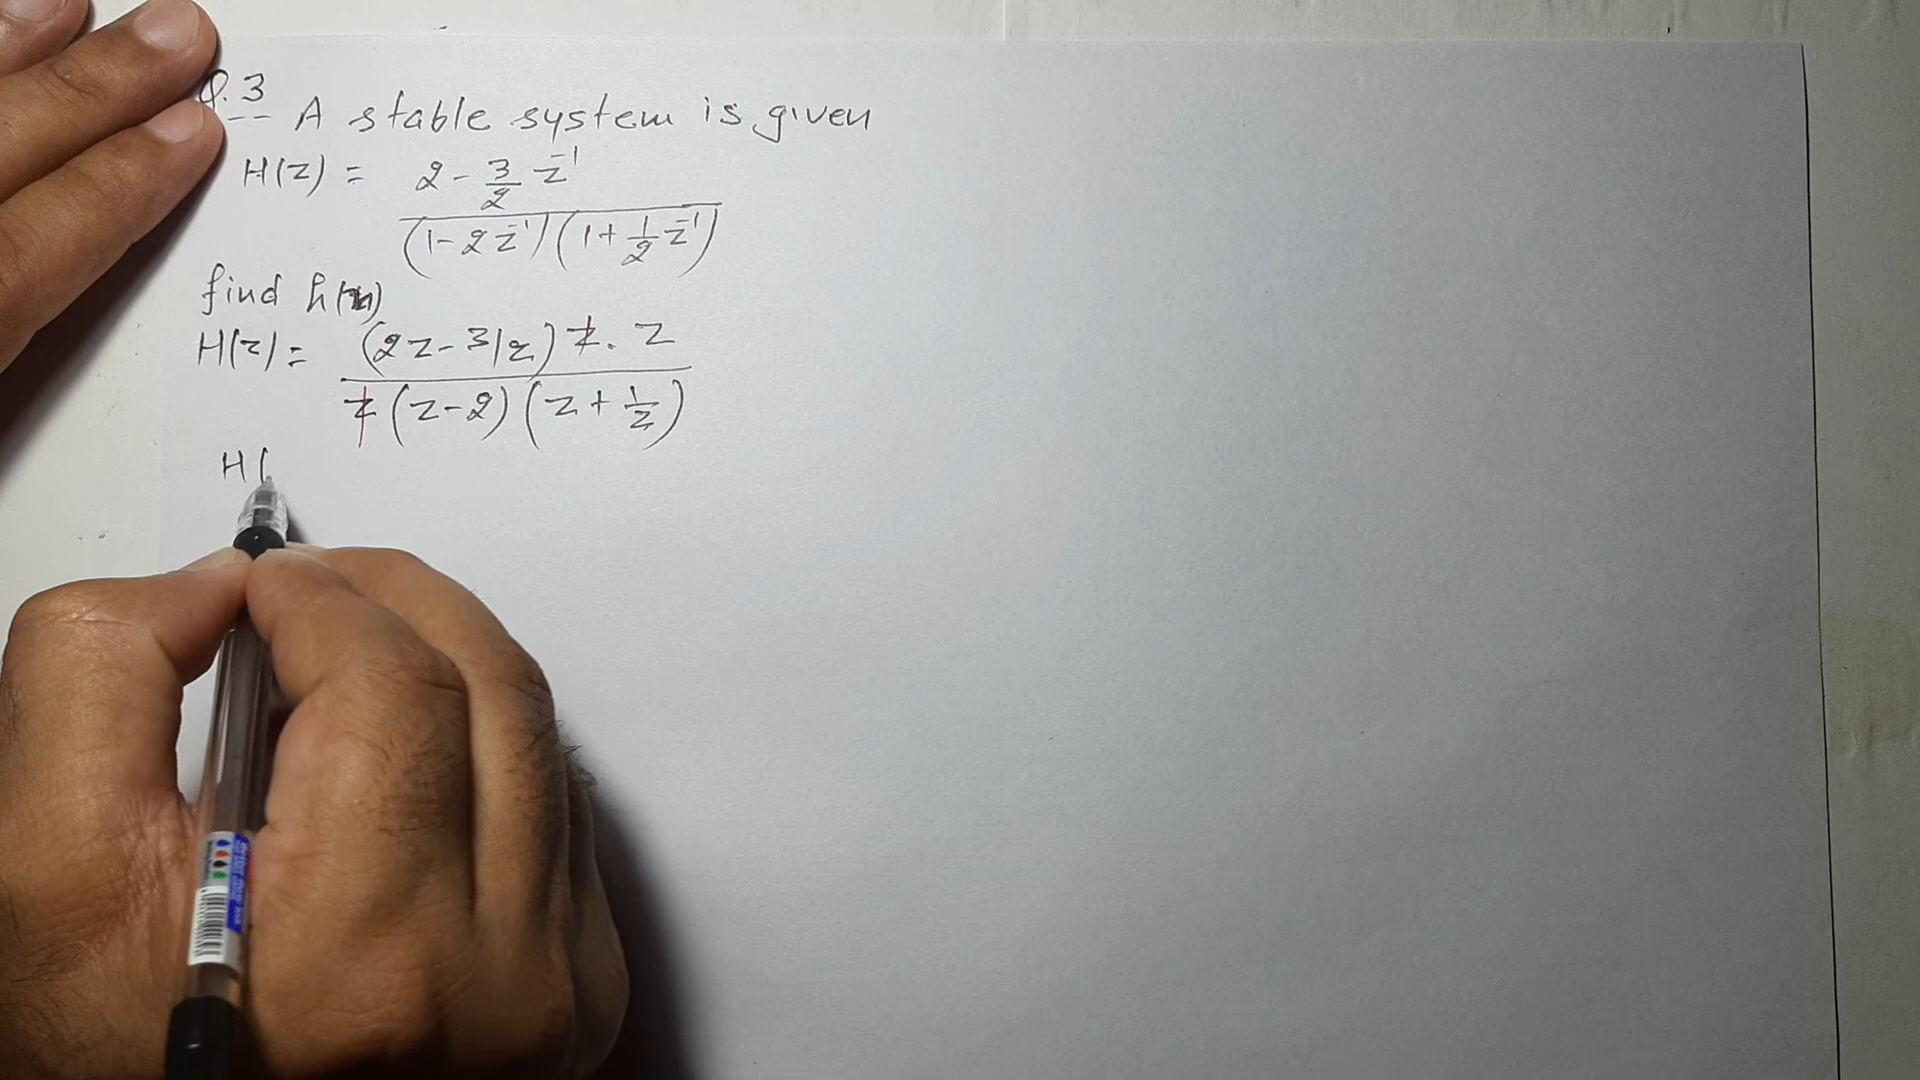 Q.3 A stable system is given
H(z) = 2 - 3/2 z^-1 / (1 - 2z^-1)(1 + 1/2 z^-1)
find h(n)
H(z) = (2z - 3/2) z . z / z (z - 2)(z + 1/2)
H(